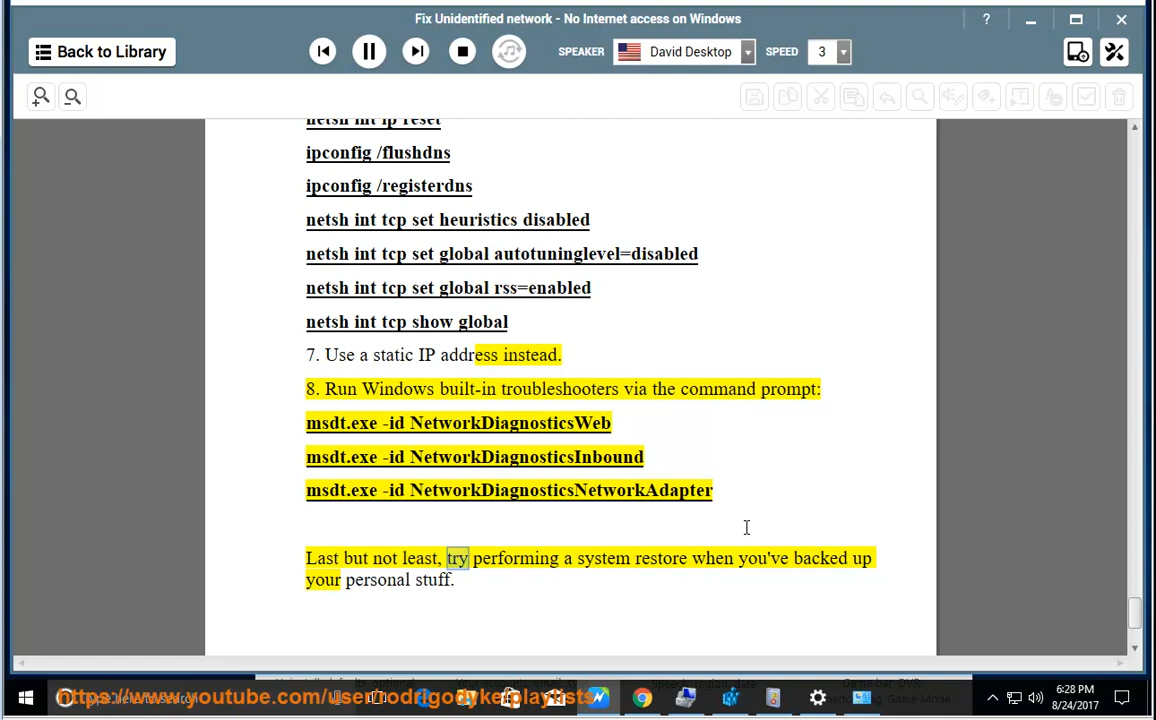 Fix Unidentified network - No Internet access on Windows
?
Back to Library
SPEAKER David Desktop SPEED 3
netsh int ip reset
ipconfig /flushdns
ipconfig /registerdns
netsh int tcp set heuristics disabled
netsh int tcp set global autotuninglevel=disabled
netsh int tcp set global rss=enabled
netsh int tcp show global
7. Use a static IP address instead.
8. Run Windows built-in troubleshooters via the command prompt:
msdt.exe -id NetworkDiagnosticsWeb
msdt.exe -id NetworkDiagnosticsInbound
msdt.exe -id NetworkDiagnosticsNetworkAdapter
Last but not least, try performing a system restore when you've backed up
your personal stuff.
6:28 PM
8/24/2017